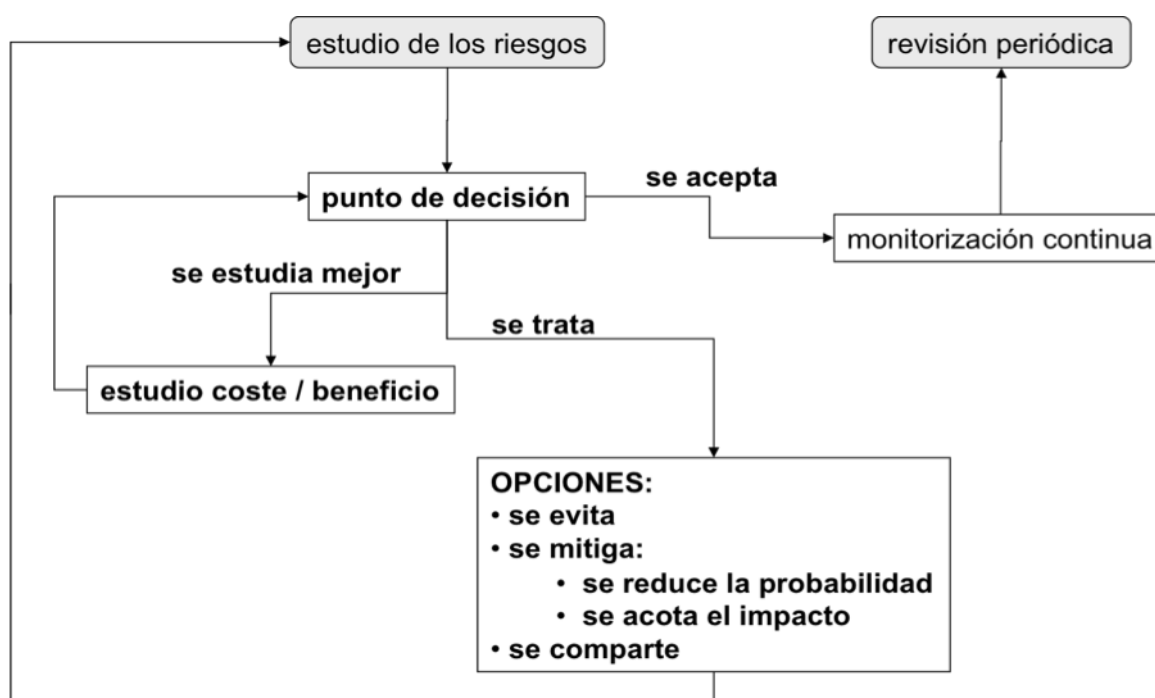 estudio de los riesgos
revisión periódica
punto de decisión
se acepta
monitorización continua
se estudia mejor
se trata
estudio coste / beneficio
OPCIONES:
• se evita
• se mitiga:
• se reduce la probabilidad
• se acota el impacto
• se comparte